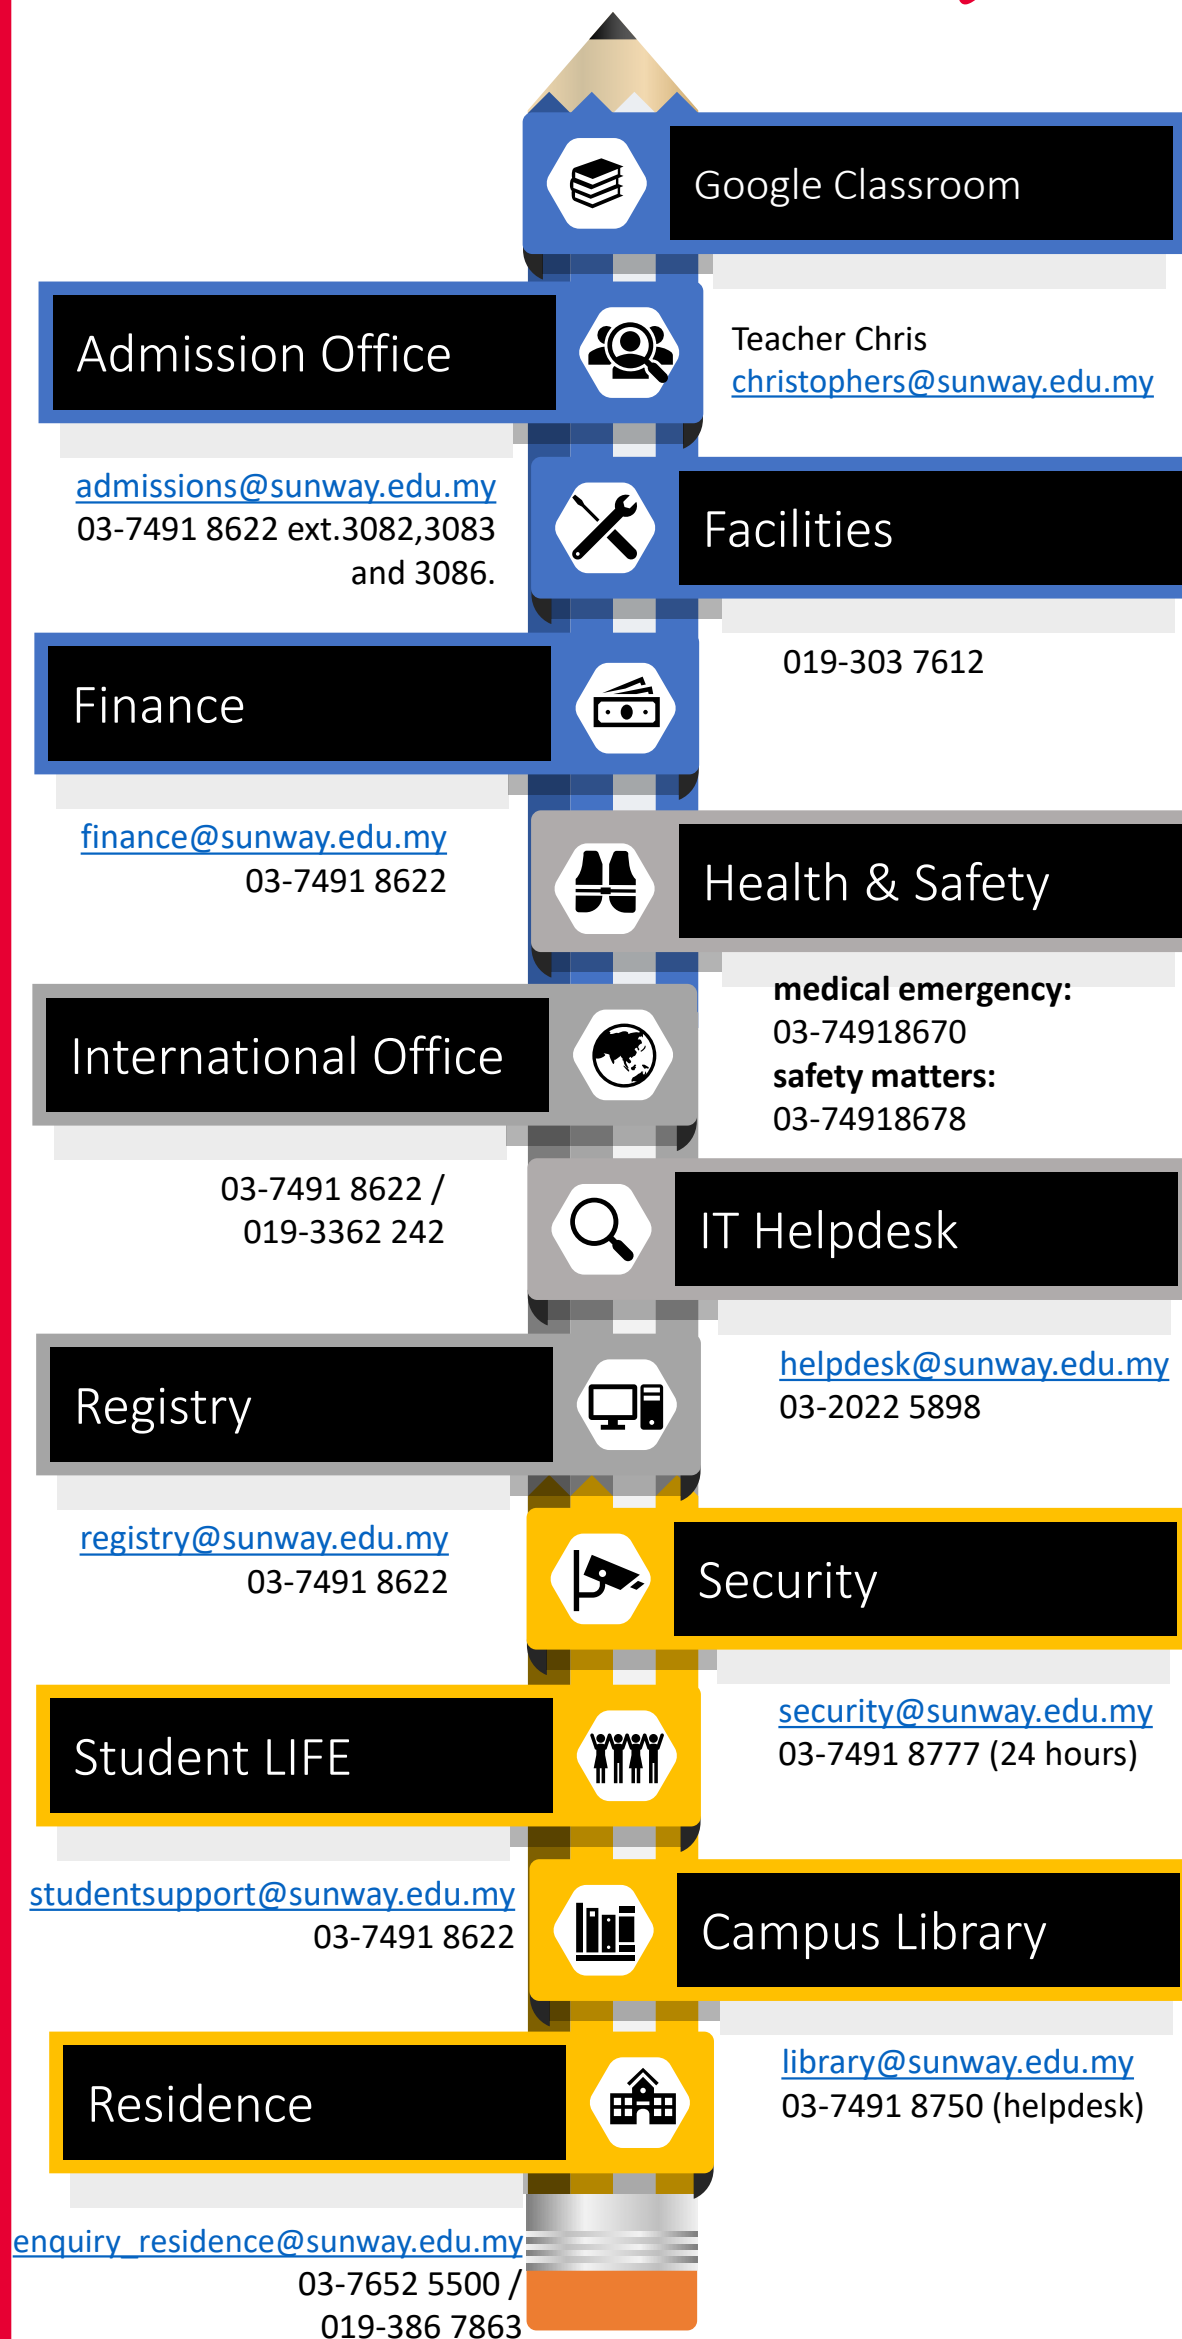 Google Classroom
Teacher Chris
christophers@sunway.edu.my
Admission Office
admissions@sunway.edu.my
03-7491 8622 ext.3082,3083
and 3086.
Facilities
019-303 7612
Finance
finance@sunway.edu.my
03-7491 8622
Health & Safety
medical emergency:
03-74918670
safety matters:
03-74918678
International Office
03-7491 8622 /
019-3362 242
IT Helpdesk
helpdesk@sunway.edu.my
03-2022 5898
Registry
registry@sunway.edu.my
03-7491 8622
Security
security@sunway.edu.my
03-7491 8777 (24 hours)
Student LIFE
studentsupport@sunway.edu.my
03-7491 8622
Campus Library
library@sunway.edu.my
03-7491 8750 (helpdesk)
Residence
enquiry_residence@sunway.edu.my
03-7652 5500 /
019-386 7863